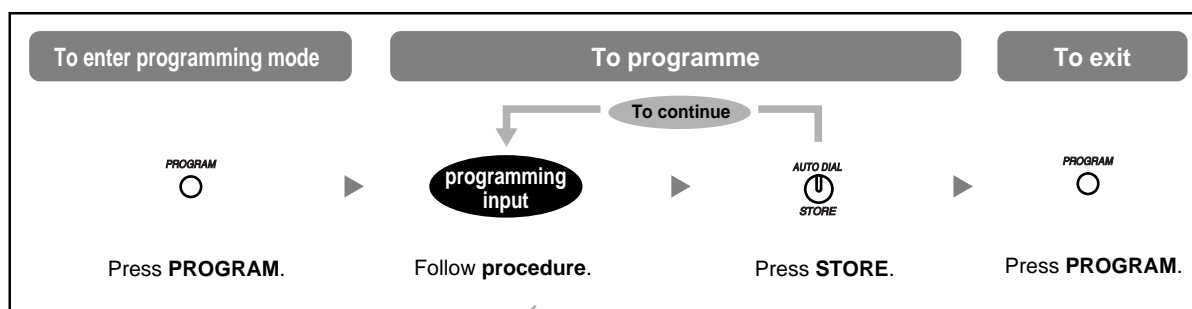 To enter programming mode
To programme
To exit
To continue
PROGRAM
programming
input
AUTO DIAL
STORE
PROGRAM
Press PROGRAM.
Follow procedure.
Press STORE.
Press PROGRAM.